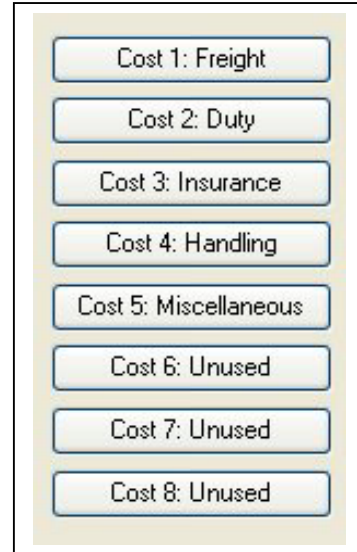 Cost 1: Freight
Cost 2: Duty
Cost 3: Insurance
Cost 4: Handling
Cost 5: Miscellaneous
Cost 6: Unused
Cost 7: Unused
Cost 8: Unused